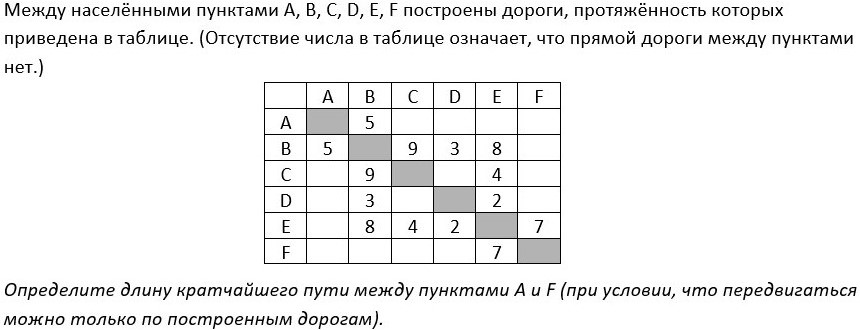 Между населёнными пунктами A, B, C, D, E, F построены дороги, протяжённость которых
приведена в таблице. (Отсутствие числа в таблице означает, что прямой дороги между пунктами
нет.)
A B C D E F
A 5
B 5 9 3 8
C 9 4
D 3 2
E 8 4 2 7
F 7
Определите длину кратчайшего пути между пунктами A и F (при условии, что передвигаться
можно только по построенным дорогам).